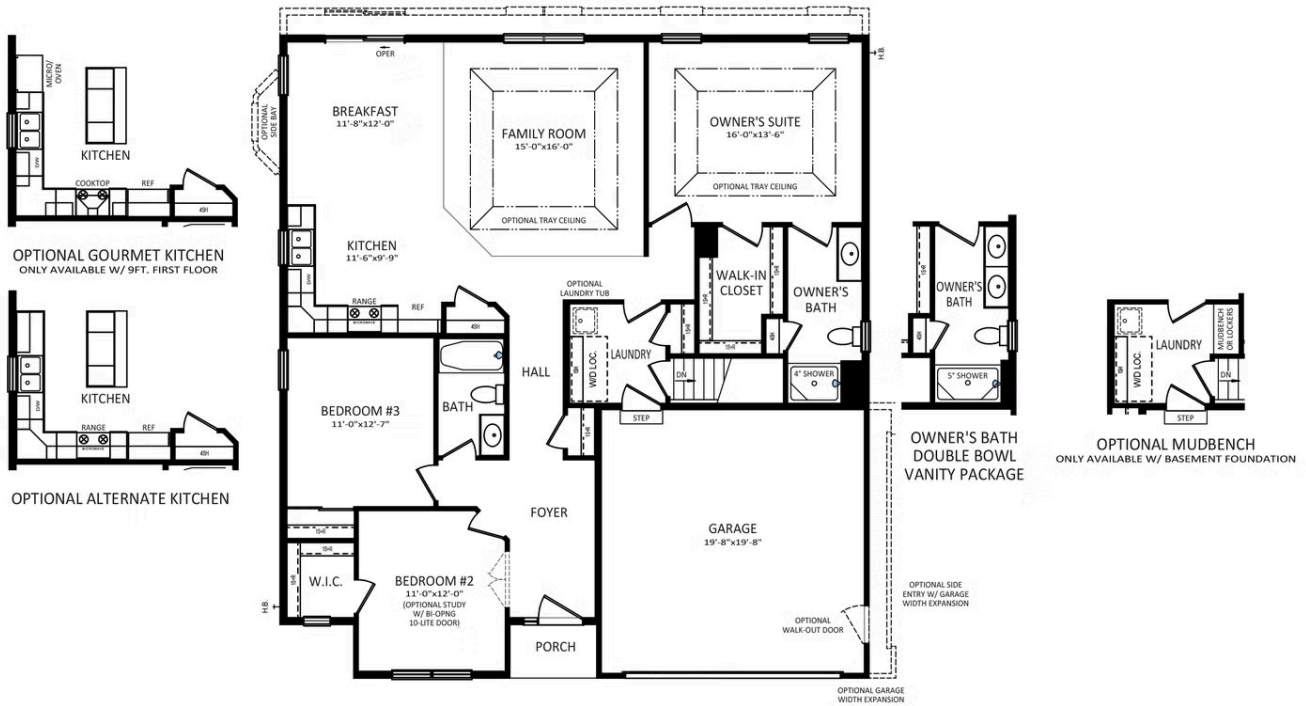 MICRO/
OVEN
DW
KITCHEN
COOKTOP
REF
4SH
OPTIONAL GOURMET KITCHEN
ONLY AVAILABLE W/ 9FT. FIRST FLOOR
DW
KITCHEN
RANGE
REF
4SH
OPTIONAL ALTERNATE KITCHEN
OPER
OPTIONAL
SIDE BAY
BREAKFAST
11'-8"x12'-0"
FAMILY ROOM
15'-0"x16'-0"
OPTIONAL TRAY CEILING
OWNER'S SUITE
16'-0"x13'-6"
OPTIONAL TRAY CEILING
H.B.
KITCHEN
11'-6"x9'-9"
DW
RANGE
REF
4SH
OPTIONAL
LAUNDRY TUB
LAUNDRY
W/D LOC.
WALK-IN
CLOSET
4SH
OWNER'S
BATH
4" SHOWER
DN
STEP
HALL
BATH
BEDROOM #3
11'-0"x12'-7"
FOYER
W.I.C.
H.B.
BEDROOM #2
11'-0"x12'-0"
(OPTIONAL STUDY
W/ BI-OPNG
10-LITE DOOR)
PORCH
GARAGE
19'-8"x19'-8"
OPTIONAL
WALK-OUT DOOR
OPTIONAL SIDE
ENTRY W/ GARAGE
WIDTH EXPANSION
OPTIONAL GARAGE
WIDTH EXPANSION
OWNER'S
BATH
4SH
5" SHOWER
OWNER'S BATH
DOUBLE BOWL
VANITY PACKAGE
LAUNDRY
W/D LOC.
MUDBENCH
OR LOCKERS
DN
STEP
OPTIONAL MUDBENCH
ONLY AVAILABLE W/ BASEMENT FOUNDATION